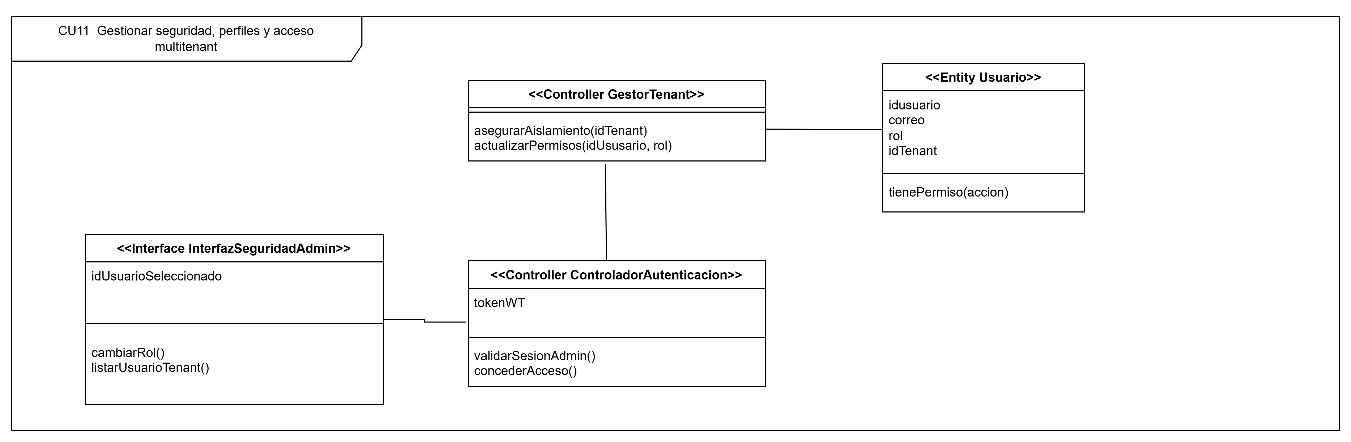 CU11  Gestionar seguridad, perfiles y acceso
multitenant
<<Controller GestorTenant>>
asegurarAislamiento(idTenant)
actualizarPermisos(idUsusario, rol)
<<Entity Usuario>>
idusuario
correo
rol
idTenant
tienePermiso(accion)
<<Interface InterfazSeguridadAdmin>>
idUsuarioSeleccionado
cambiarRol()
listarUsuarioTenant()
<<Controller ControladorAutenticacion>>
tokenWT
validarSesionAdmin()
concederAcceso()